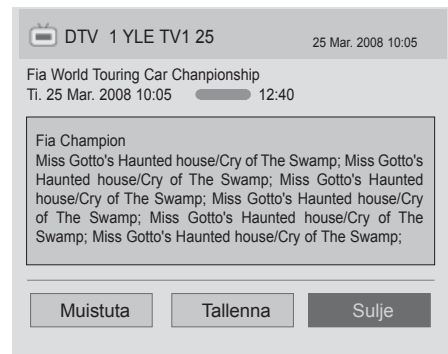 DTV 1 YLE TV1 25 25 Mar. 2008 10:05
Fia World Touring Car Chanpionship
Ti. 25 Mar. 2008 10:05 12:40
Fia Champion
Miss Gotto's Haunted house/Cry of The Swamp; Miss Gotto's
Haunted house/Cry of The Swamp; Miss Gotto's Haunted
house/Cry of The Swamp; Miss Gotto's Haunted house/Cry
of The Swamp; Miss Gotto's Haunted house/Cry of The
Swamp; Miss Gotto's Haunted house/Cry of The Swamp;
Muistuta Tallenna Sulje